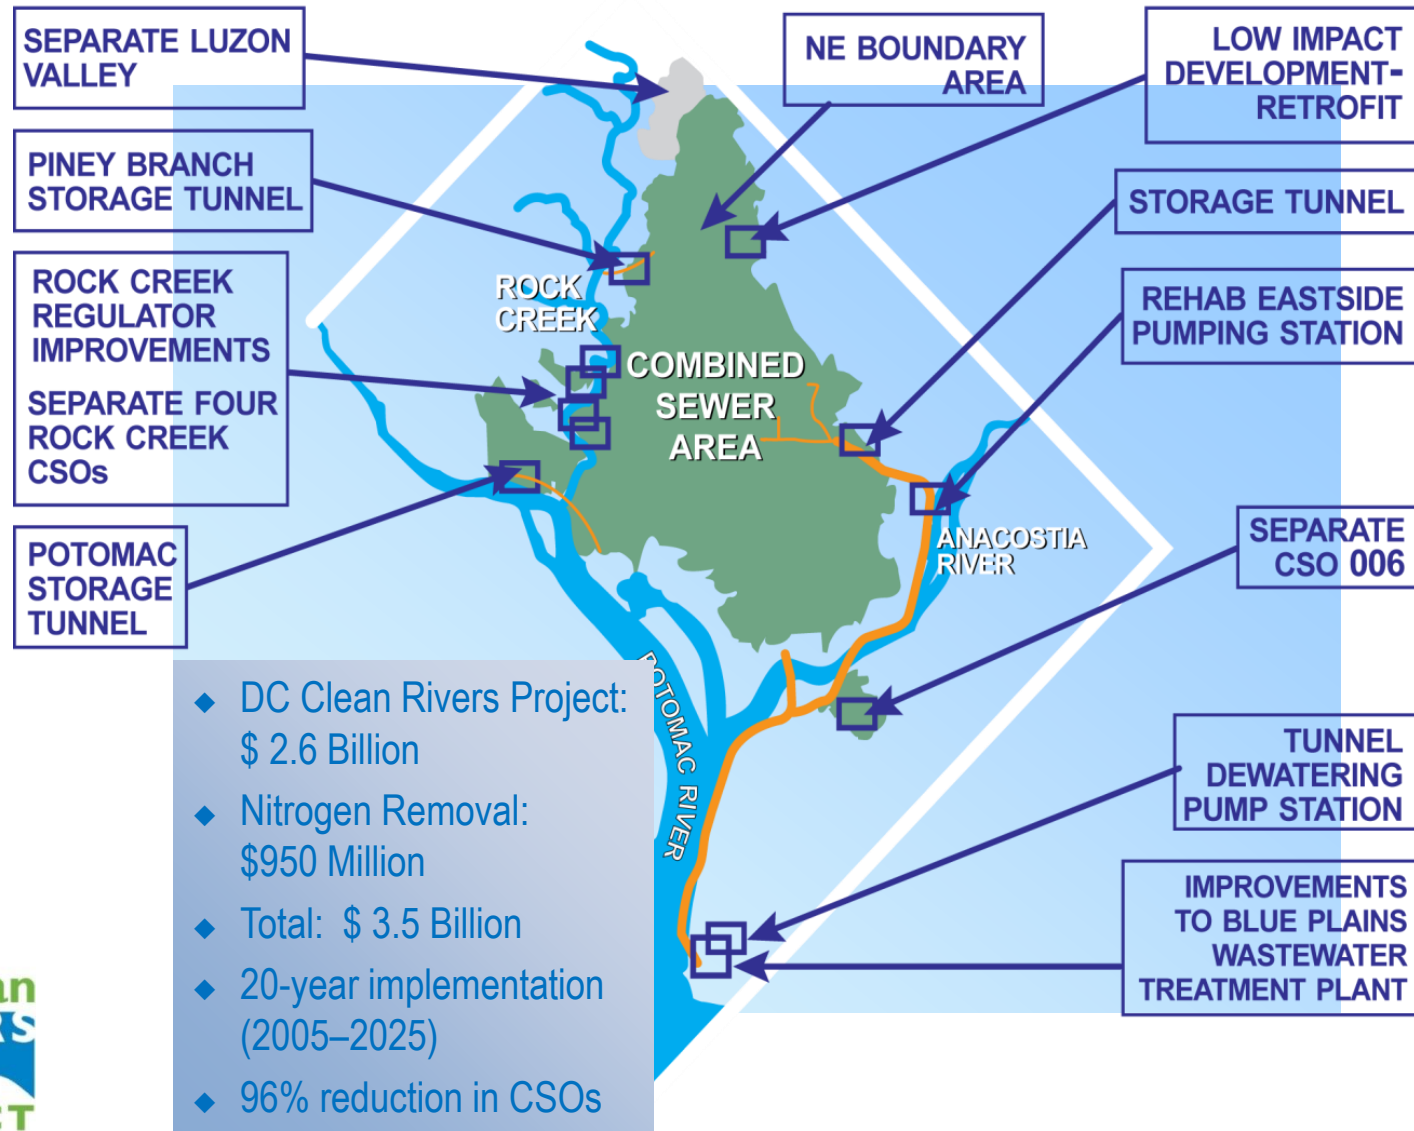 SEPARATE LUZON
VALLEY
PINEY BRANCH
STORAGE TUNNEL
ROCK CREEK
REGULATOR
IMPROVEMENTS
SEPARATE FOUR
ROCK CREEK
CSOs
POTOMAC
STORAGE
TUNNEL
NE BOUNDARY
AREA
LOW IMPACT
DEVELOPMENT-
RETROFIT
STORAGE TUNNEL
REHAB EASTSIDE
PUMPING STATION
SEPARATE
CSO 006
TUNNEL
DEWATERING
PUMP STATION
IMPROVEMENTS
TO BLUE PLAINS
WASTEWATER
TREATMENT PLANT
ROCK
CREEK
COMBINED
SEWER
AREA
ANACOSTIA
RIVER
POTOMAC RIVER
◆ DC Clean Rivers Project:
$ 2.6 Billion
◆ Nitrogen Removal:
$950 Million
◆ Total: $ 3.5 Billion
◆ 20-year implementation
(2005–2025)
◆ 96% reduction in CSOs